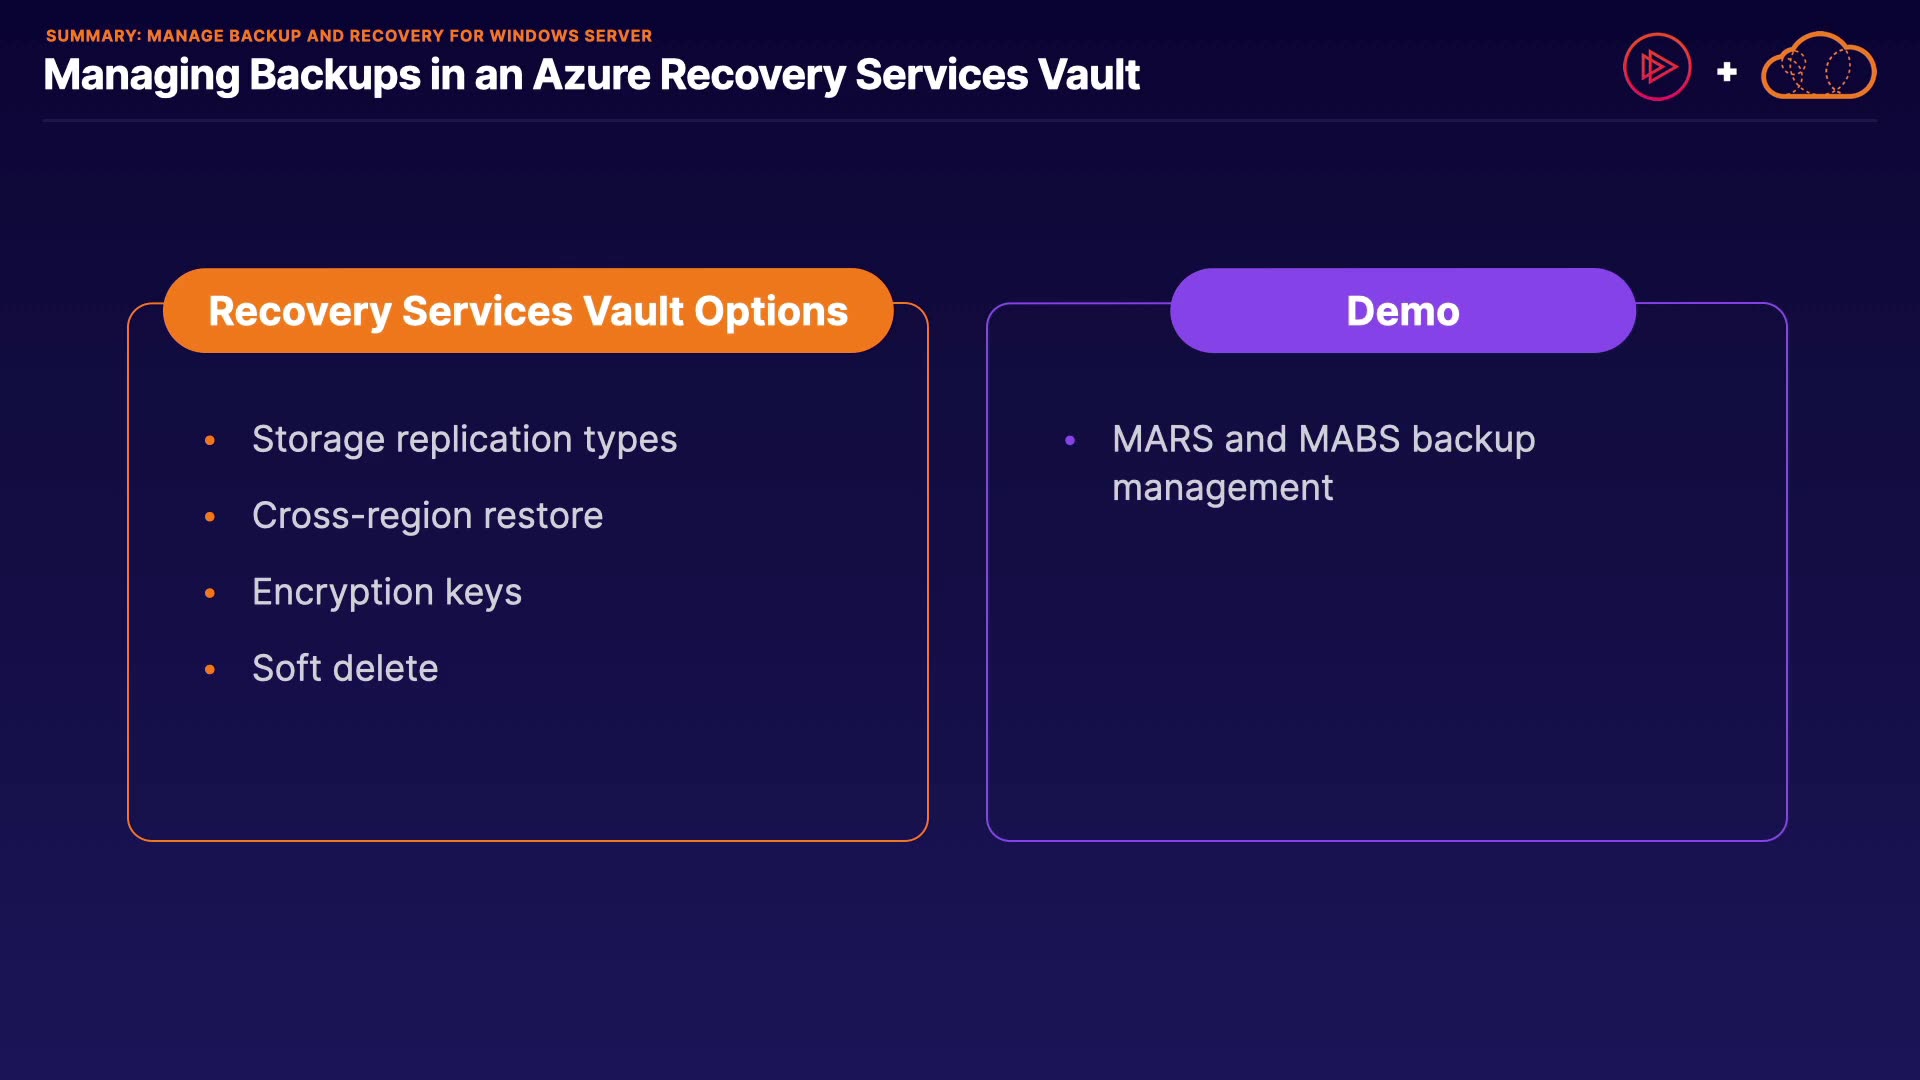 SUMMARY: MANAGE BACKUP AND RECOVERY FOR WINDOWS SERVER
Managing Backups in an Azure Recovery Services Vault
+
Recovery Services Vault Options
• Storage replication types
• Cross-region restore
• Encryption keys
• Soft delete
Demo
• MARS and MABS backup
management